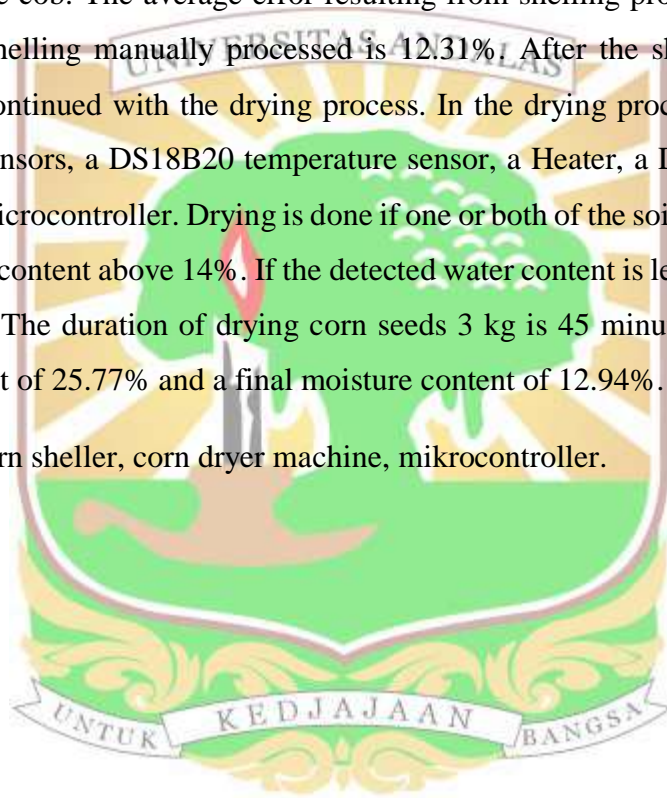 e cob. The average error resulting from shelling pro
helling manually processed is 12.31%. After the sl
UNIVERSITAS ANDALAS
ontinued with the drying process. In the drying proc
nsors, a DS18B20 temperature sensor, a Heater, a
icrocontroller. Drying is done if one or both of the soi
content above 14%. If the detected water content is le
The duration of drying corn seeds 3 kg is 45 minu
t of 25.77% and a final moisture content of 12.94%.
rn sheller, corn dryer machine, mikrocontroller.
UNTUK KEDJAJAAN BANGSA